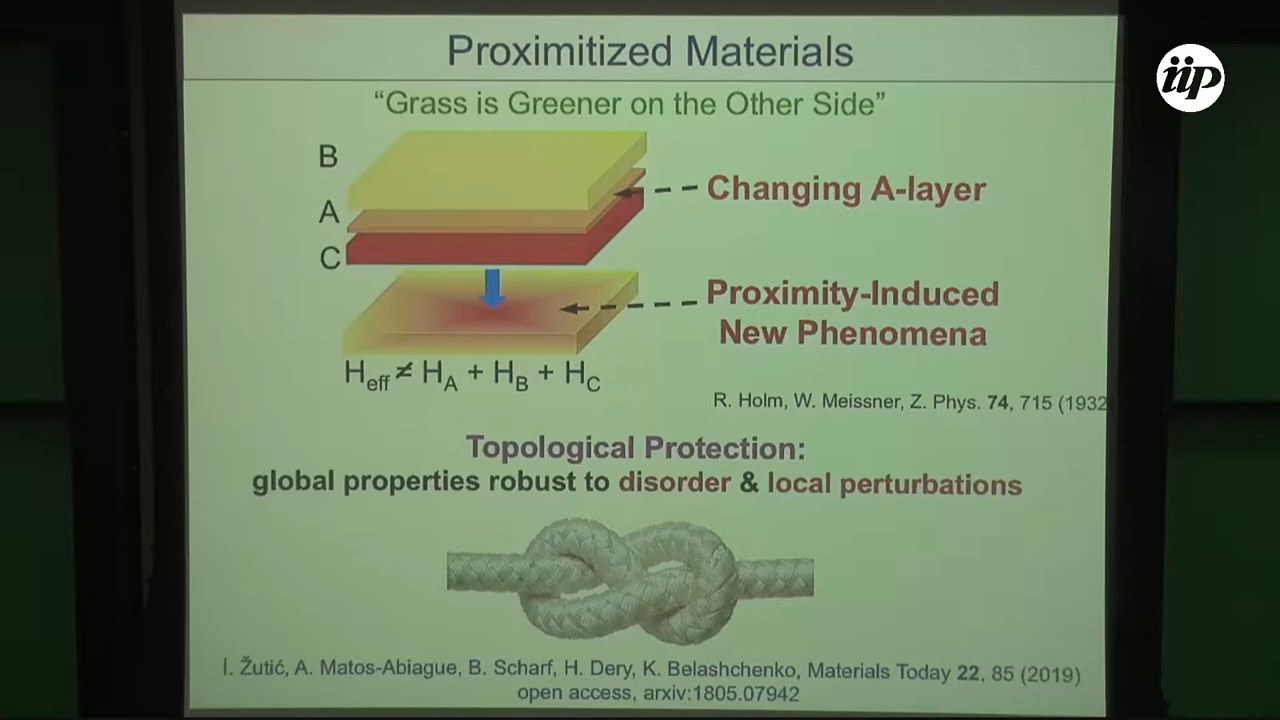 Proximitized Materials
iip
“Grass is Greener on the Other Side”
B
A
C
Changing A-layer
Proximity-Induced
New Phenomena
Heff ≠ HA + HB + HC
R. Holm, W. Meissner, Z. Phys. 74, 715 (1932
Topological Protection:
global properties robust to disorder & local perturbations
I. Žutić, A. Matos-Abiague, B. Scharf, H. Dery, K. Belashchenko, Materials Today 22, 85 (2019)
open access, arxiv:1805.07942